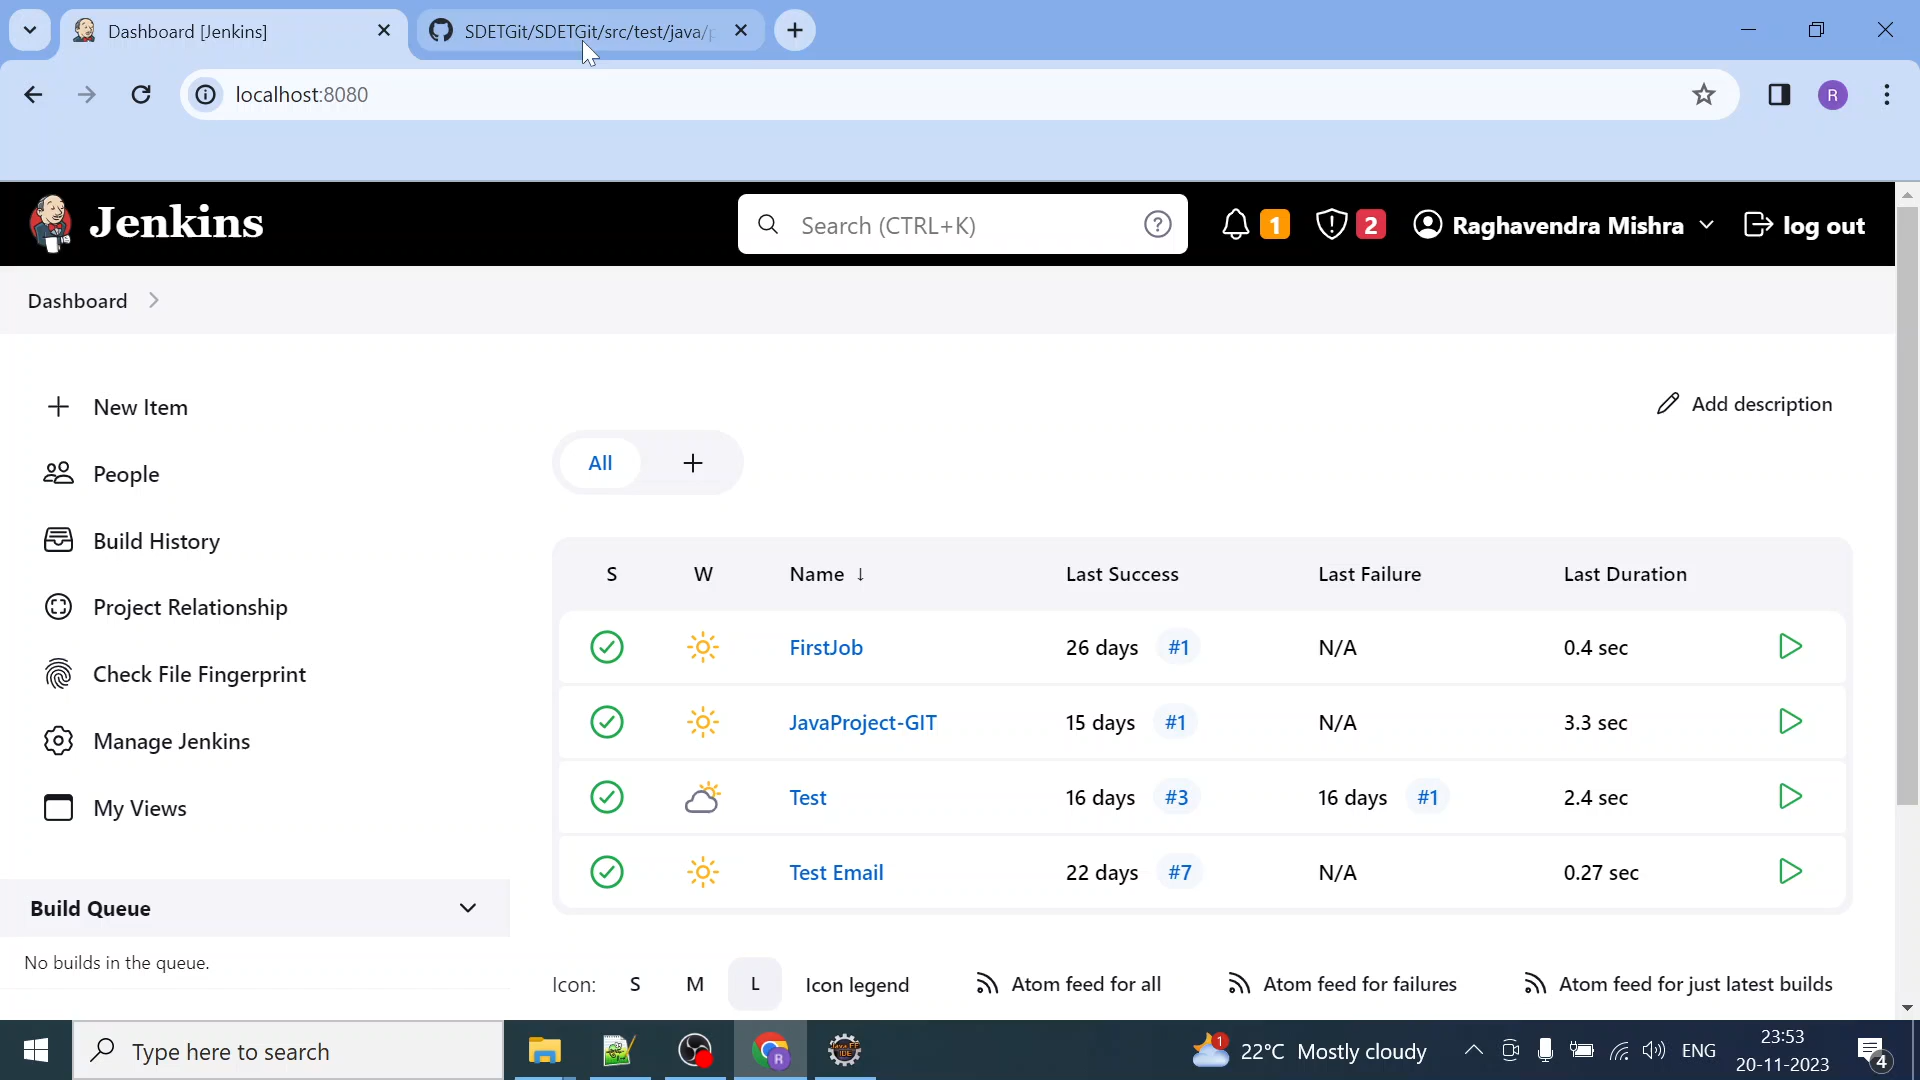 Dashboard [Jenkins]
SDETGit/SDETGit/src/test/java/
localhost:8080
R
Jenkins
Search (CTRL+K)
1
2
Raghavendra Mishra
log out
Dashboard
New Item
People
Build History
Project Relationship
Check File Fingerprint
Manage Jenkins
My Views
Build Queue
No builds in the queue.
Add description
All
S W Name ↓ Last Success Last Failure Last Duration
FirstJob 26 days #1 N/A 0.4 sec
JavaProject-GIT 15 days #1 N/A 3.3 sec
Test 16 days #3 16 days #1 2.4 sec
Test Email 22 days #7 N/A 0.27 sec
Icon: S M L Icon legend Atom feed for all Atom feed for failures Atom feed for just latest builds
Type here to search
R
1
22°C Mostly cloudy
ENG
23:53
20-11-2023
4